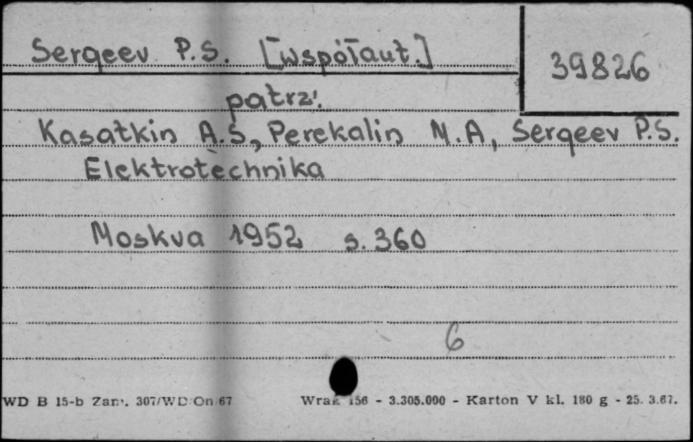 Sergeev P.S. [Współaut.]
39826
patrz:
Kasatkin A.S, Perekalin M.A, Sergeev P.S.
Elektrotechnika
Moskva 1952 s. 360
6
WD B 15-b Zam. 307/WD/On/67 Wrak 156 - 3.305.000 - Karton V kl. 180 g - 25. 3.67.